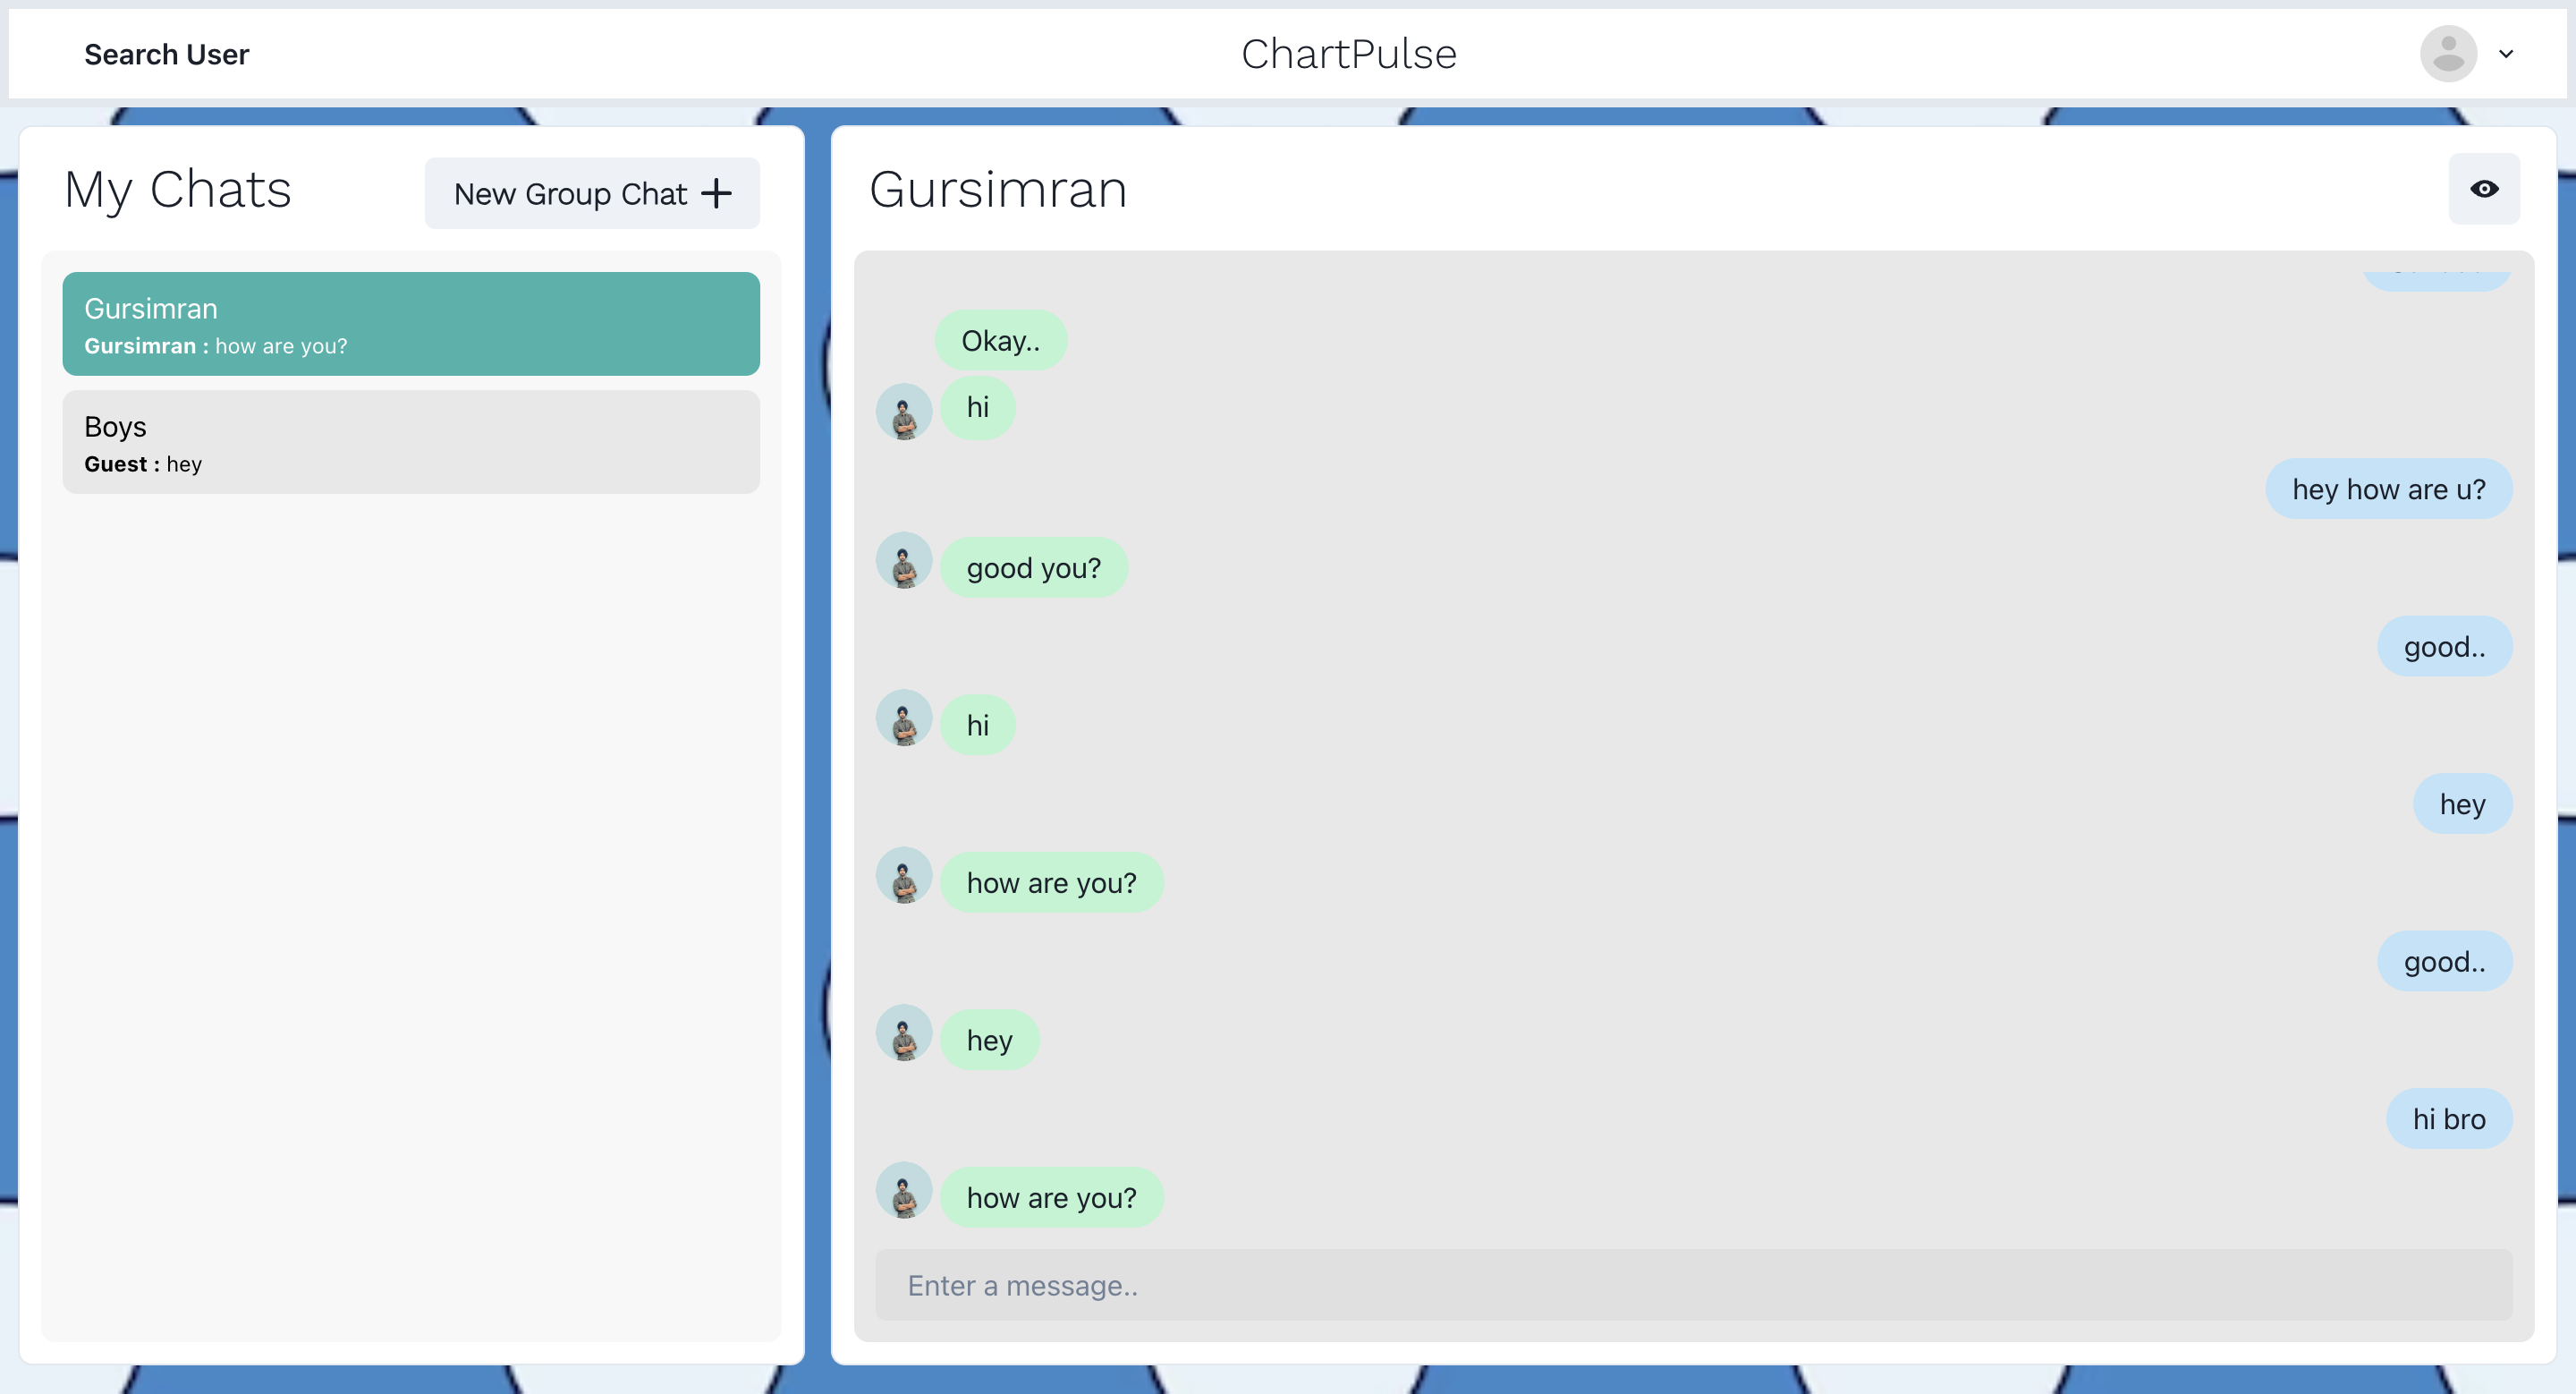 Search User
ChartPulse
My Chats
New Group Chat
Gursimran
Gursimran : how are you?
Boys
Guest : hey
Gursimran
Okay..
hi
hey how are u?
good you?
good..
hi
hey
how are you?
good..
hey
hi bro
how are you?
Enter a message..